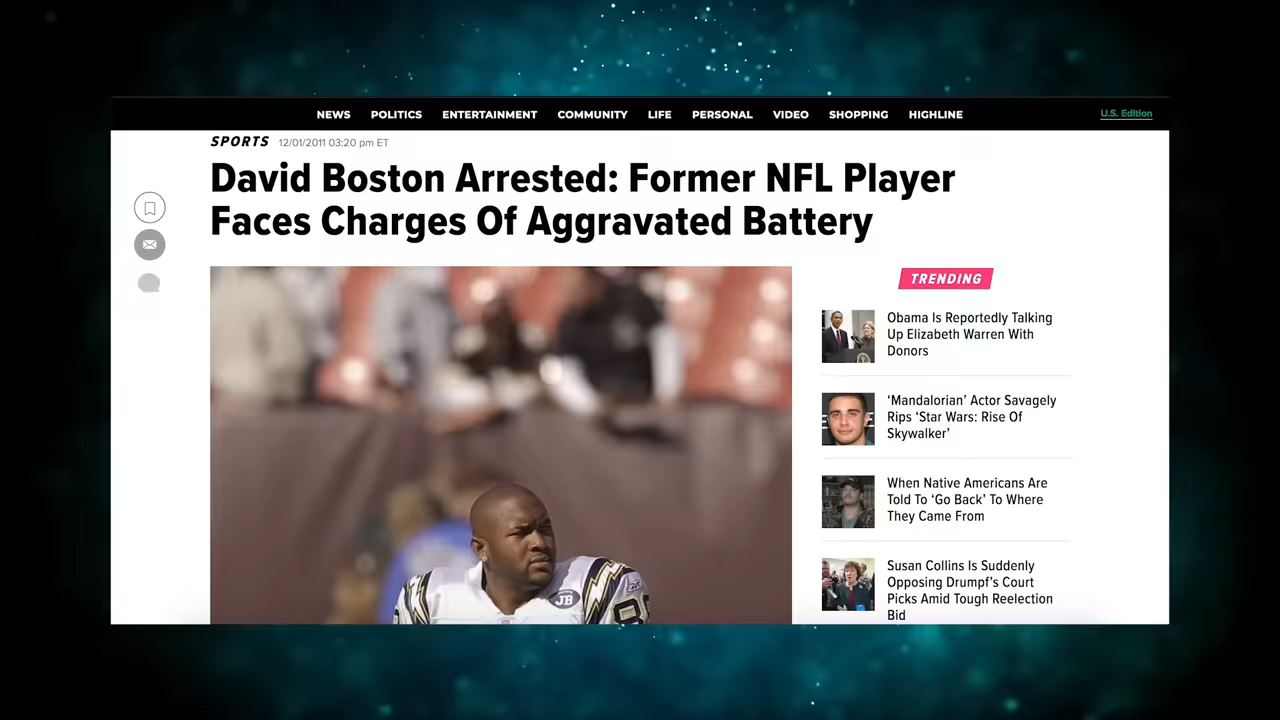 NEWS POLITICS ENTERTAINMENT COMMUNITY LIFE PERSONAL VIDEO SHOPPING HIGHLINE U.S. Edition
SPORTS 12/01/2011 03:20 pm ET
David Boston Arrested: Former NFL Player
Faces Charges Of Aggravated Battery
JB
TRENDING
Obama Is Reportedly Talking
Up Elizabeth Warren With
Donors
‘Mandalorian’ Actor Savagely
Rips ‘Star Wars: Rise Of
Skywalker’
When Native Americans Are
Told To ‘Go Back’ To Where
They Came From
Susan Collins Is Suddenly
Opposing Drumpf’s Court
Picks Amid Tough Reelection
Bid